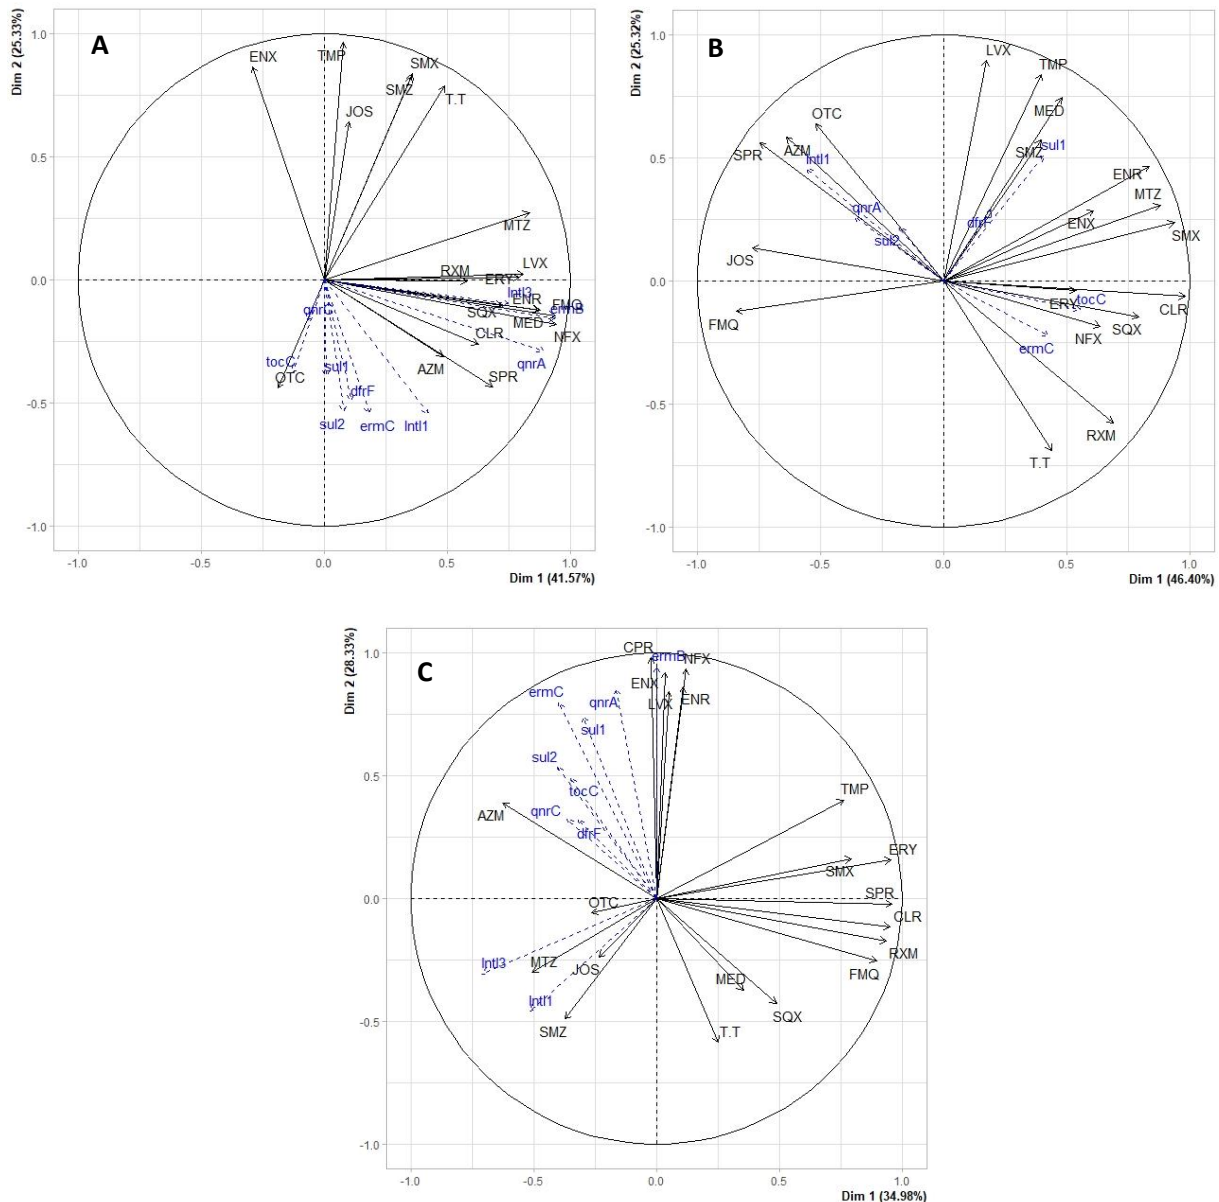 A
Dim 2 (25.33%)
1.0
0.5
0.0
-0.5
-1.0
ENX
TMP
SMX
SMZ
T.T
JOS
MTZ
LVX
RXM
ERY
IntI3
ENR
FMQ
ermB
SQX
MED
NFX
CLR
qnrC
qnrA
AZM
SPR
tocC
OTC
sul1
dfrF
sul2
ermC
IntI1
-1.0
-0.5
0.0
0.5
1.0
Dim 1 (41.57%)
B
Dim 2 (25.32%)
1.0
0.5
0.0
-0.5
-1.0
LVX
TMP
MED
OTC
SPR
AZM
IntI1
SMZ
sul1
ENR
MTZ
qnrA
dfrF
ENX
SMX
sul2
JOS
ERY
tocC
CLR
FMQ
SQX
NFX
ermC
RXM
T.T
-1.0
-0.5
0.0
0.5
1.0
Dim 1 (46.40%)
C
Dim 2 (28.33%)
1.0
0.5
0.0
-0.5
-1.0
CPR
ermB
NFX
ermC
ENX
qnrA
LVX
ENR
sul1
sul2
tocC
TMP
AZM
qnrC
dfrF
ERY
SMX
OTC
SPR
CLR
RXM
IntI3
MTZ
JOS
FMQ
MED
IntI1
SQX
SMZ
T.T
-1.0
-0.5
0.0
0.5
1.0
Dim 1 (34.98%)